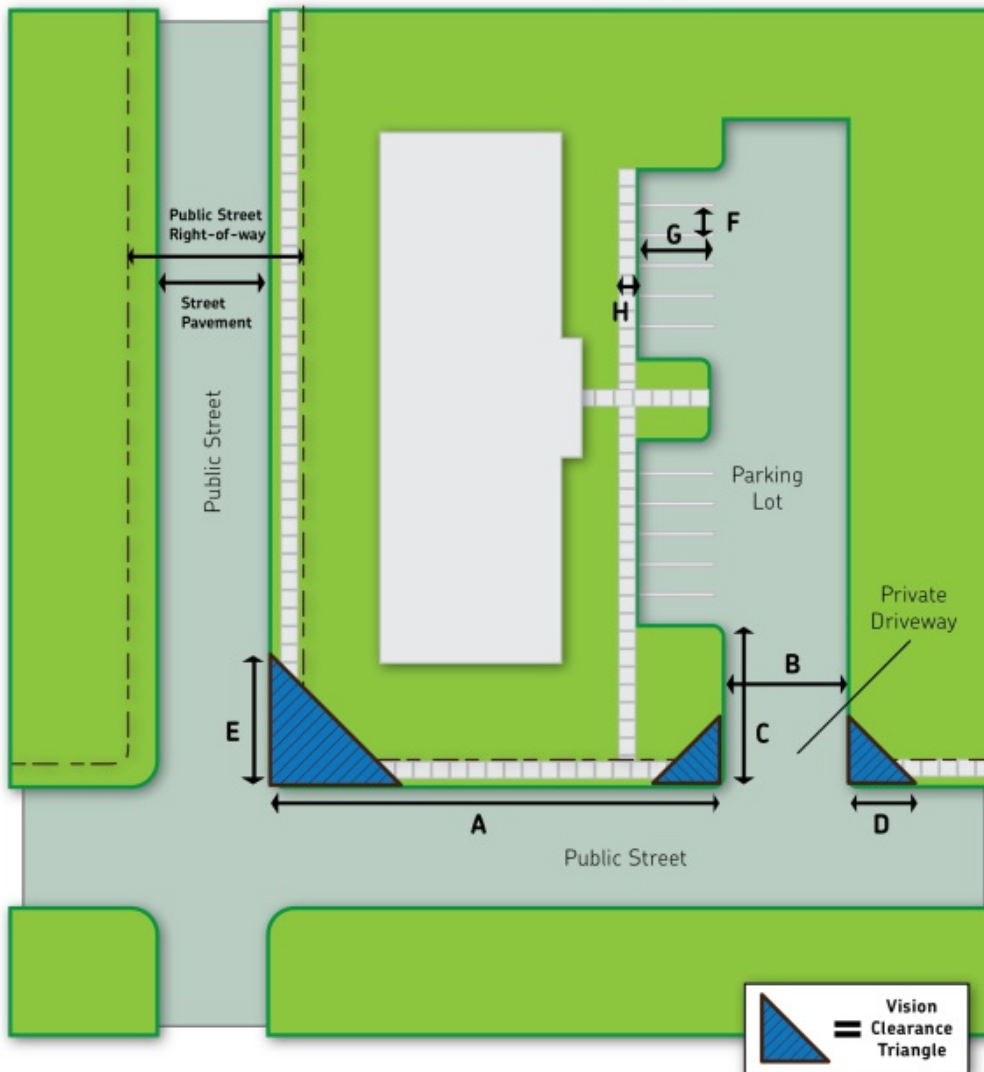 Public Street
Right-of-way
Street
Pavement
Public Street
F
G
H
Parking
Lot
Private
Driveway
B
E
C
A
D
Public Street
=
Vision
Clearance
Triangle